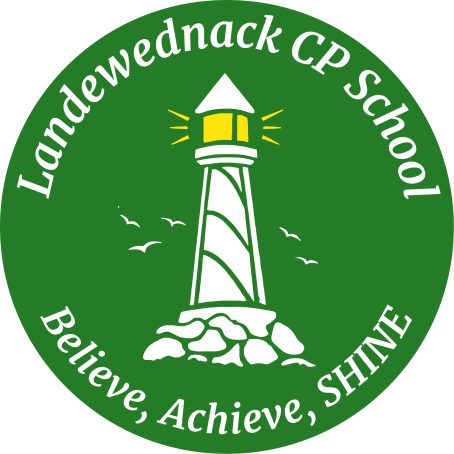 Landewednack CP School
Believe, Achieve, SHINE